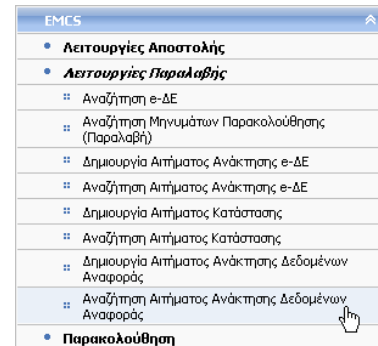 EMCS
Λειτουργίες Αποστολής
Λειτουργίες Παραλαβής
Αναζήτηση e-ΔΕ
Αναζήτηση Μηνυμάτων Παρακολούθησης
(Παραλαβή)
Δημιουργία Αιτήματος Ανάκτησης e-ΔΕ
Αναζήτηση Αιτήματος Ανάκτησης e-ΔΕ
Δημιουργία Αιτήματος Κατάστασης
Αναζήτηση Αιτήματος Κατάστασης
Δημιουργία Αιτήματος Ανάκτησης Δεδομένων
Αναφοράς
Αναζήτηση Αιτήματος Ανάκτησης Δεδομένων
Αναφοράς
Παρακολούθηση